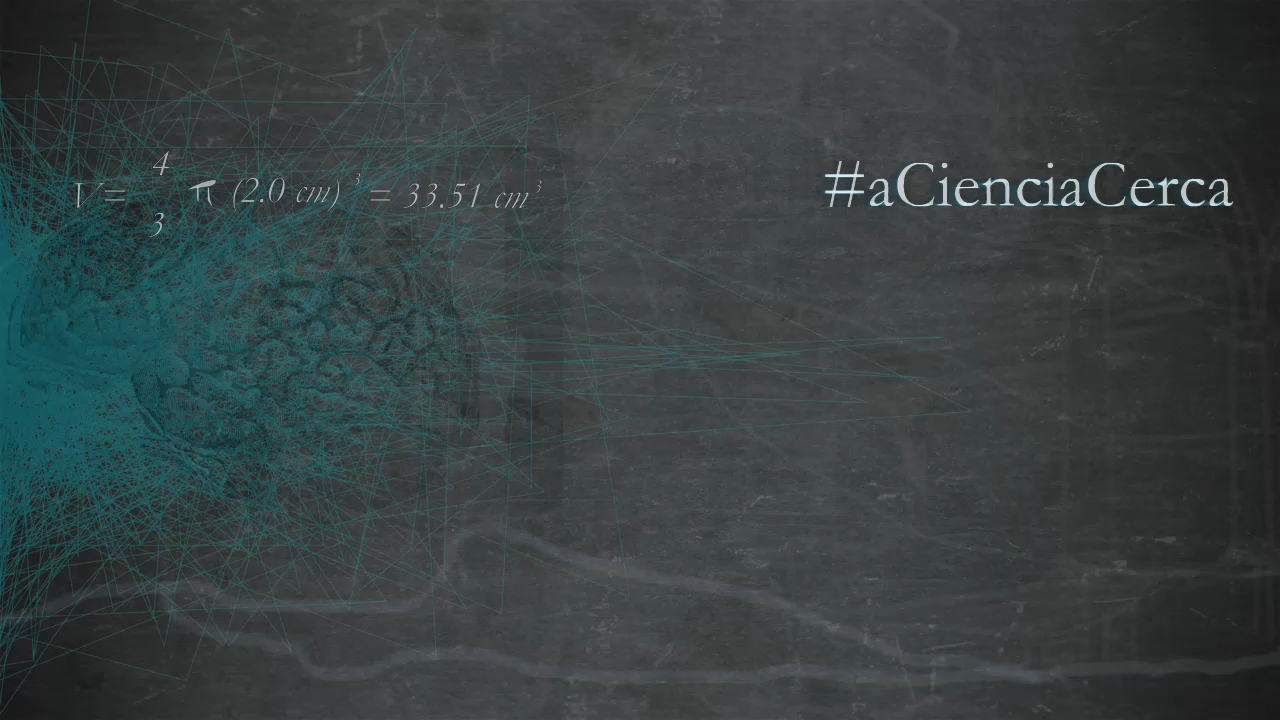 V = 4/3 π (2.0 cm)³ = 33.51 cm³
#aCienciaCerca